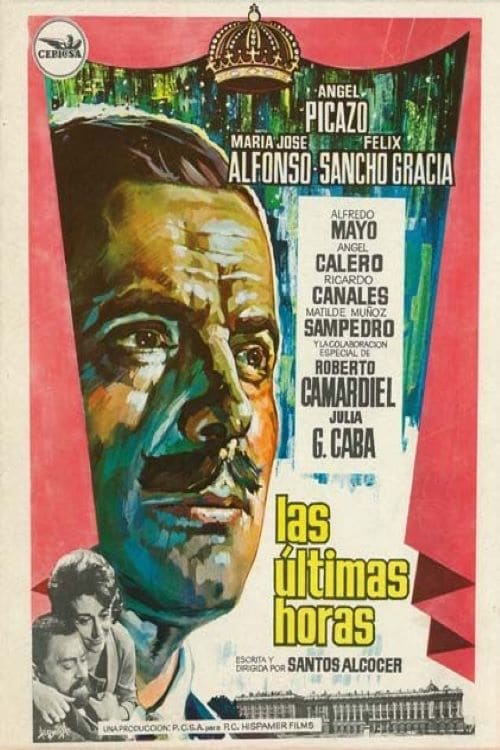 CEPICSA
ANGEL
PICAZO
MARIA JOSE FELIX
ALFONSO-SANCHO GRACIA
ALFREDO
MAYO
ANGEL
CALERO
RICARDO
CANALES
MATILDE MUÑOZ
SAMPEDRO
Y LA COLABORACION
ESPECIAL DE
ROBERTO
CAMARDIEL
JULIA
G. CABA
las
últimas
horas
ESCRITA Y
DIRIGIDA POR SANTOS ALCOCER
UNA PRODUCCION: P.C.S.A. para P.C. HISPAMER FILMS